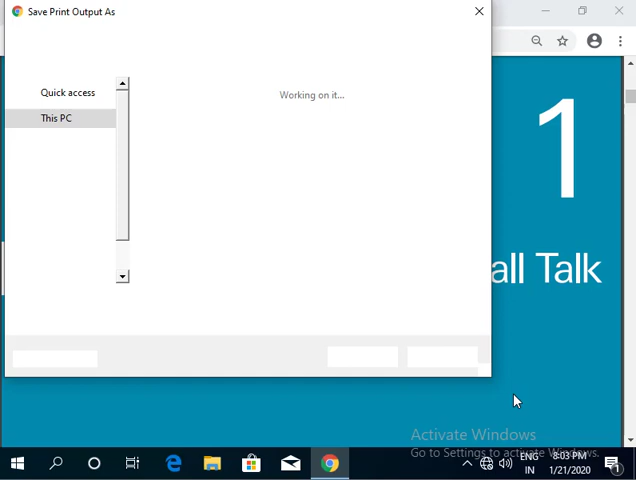 Save Print Output As
Quick access
This PC
Working on it...
1
all Talk
Activate Windows
Go to Settings to activate Windows.
ENG
IN
8:03 PM
1/21/2020
1